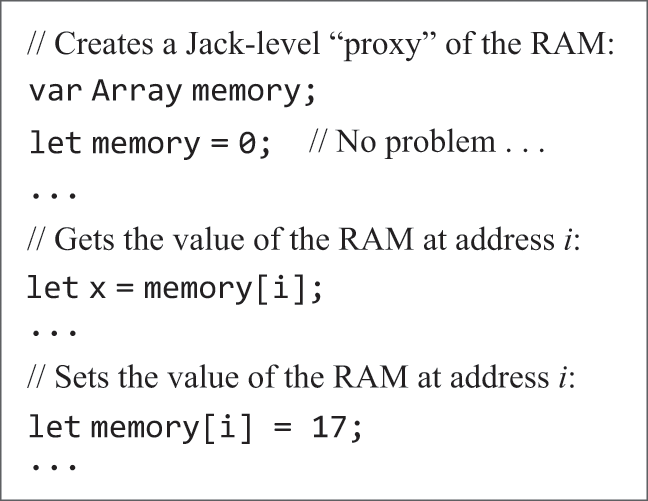 // Creates a Jack-level “proxy” of the RAM:
var Array memory;
let memory = 0; // No problem . . .
...
// Gets the value of the RAM at address i:
let x = memory[i];
...
// Sets the value of the RAM at address i:
let memory[i] = 17;
...